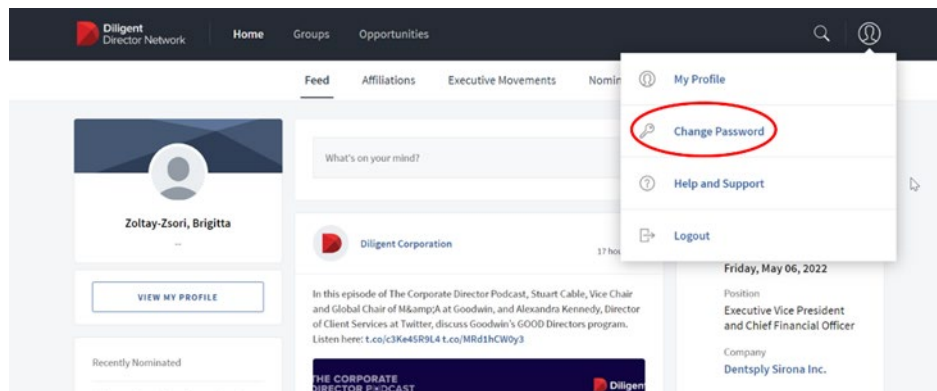 Diligent
Director Network
Home
Groups
Opportunities
Feed
Affiliations
Executive Movements
My Profile
Change Password
Help and Support
Logout
What's on your mind?
Zoltay-Zsori, Brigitta
--
VIEW MY PROFILE
Recently Nominated
Diligent Corporation
In this episode of The Corporate Director Podcast, Stuart Cable, Vice Chair
and Global Chair of M&amp;A at Goodwin, and Alexandra Kennedy, Director
of Client Services at Twitter, discuss Goodwin's GOOD Directors program.
Listen here: t.co/c3Ke45R9L4 t.co/MRd1hCW0y3
THE CORPORATE
DIRECTOR PODCAST
Diligent
Friday, May 06, 2022
Position
Executive Vice President
and Chief Financial Officer
Company
Dentsply Sirona Inc.